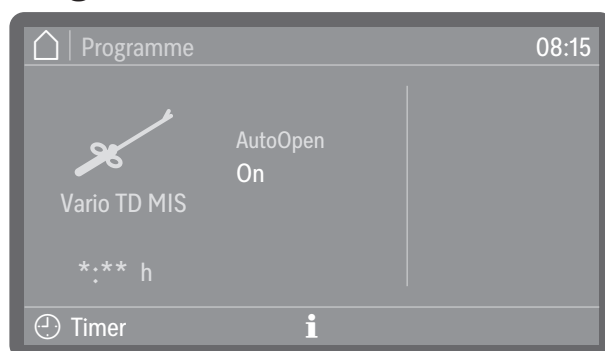 Programme 08:15
AutoOpen
On
Vario TD MIS
*:** h
Timer i